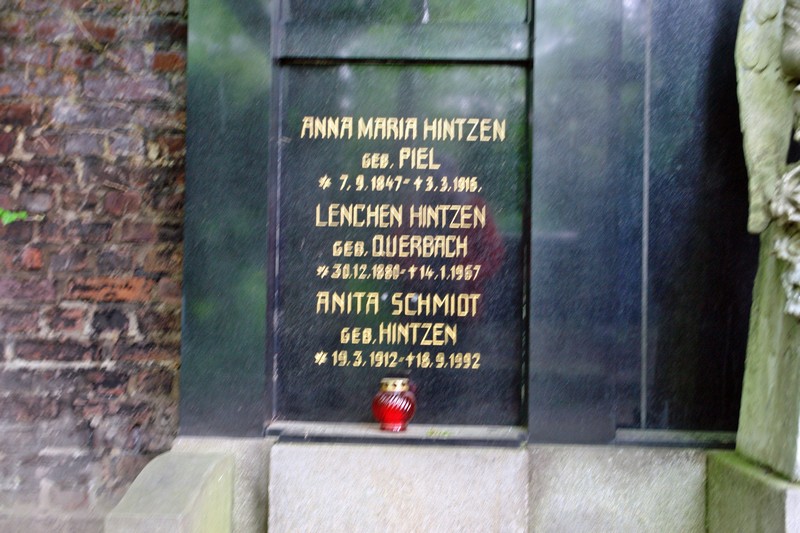 ANNA MARIA HINTZEN
GEB. PIEL
* 7.9.1847-†3.3.1916.
LENCHEN HINTZEN
GEB. QUERBACH
*30.12.1880-†14.1.1967
ANITA SCHMIDT
GEB. HINTZEN
*19.3.1912-†18.9.1992